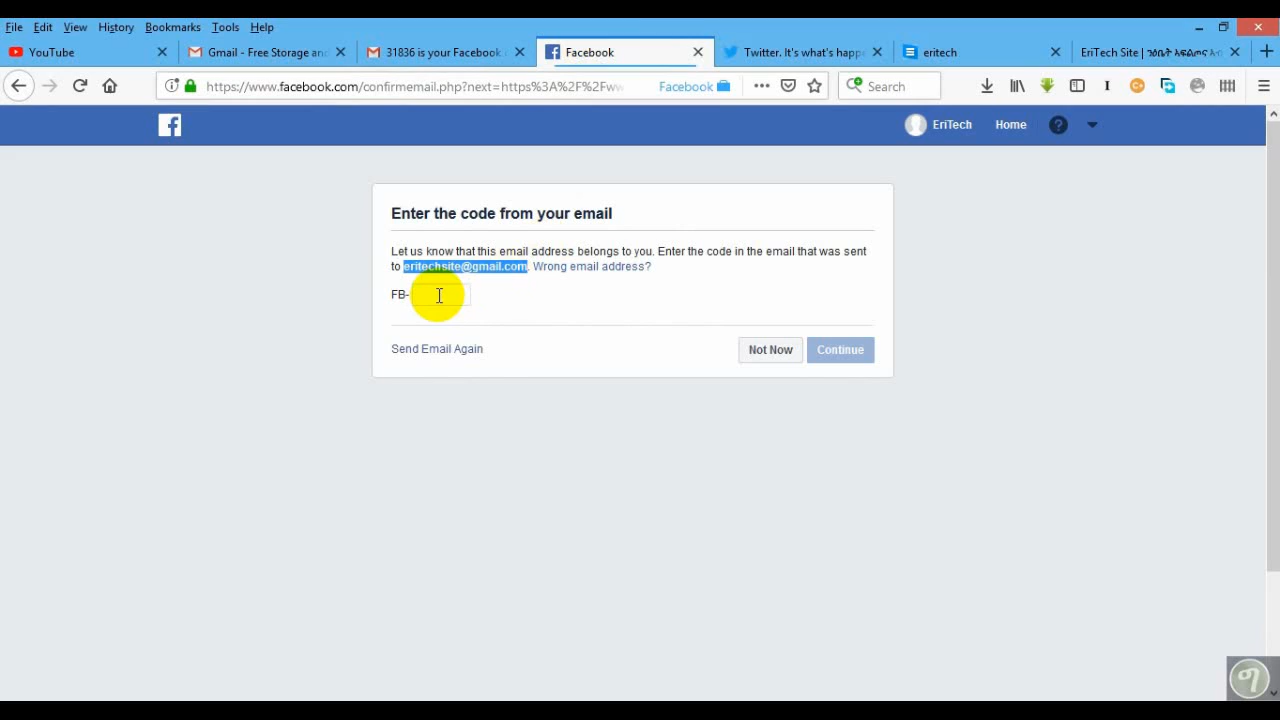 File Edit View History Bookmarks Tools Help
YouTube
Gmail - Free Storage and
31836 is your Facebook
Facebook
Twitter. It's what's happe
eritech
EriTech Site |
https://www.facebook.com/confirmemail.php?next=https%3A%2F%2Fww
Facebook
Search
EriTech Home
Enter the code from your email
Let us know that this email address belongs to you. Enter the code in the email that was sent
to eritechsite@gmail.com. Wrong email address?
FB-
Send Email Again
Not Now
Continue